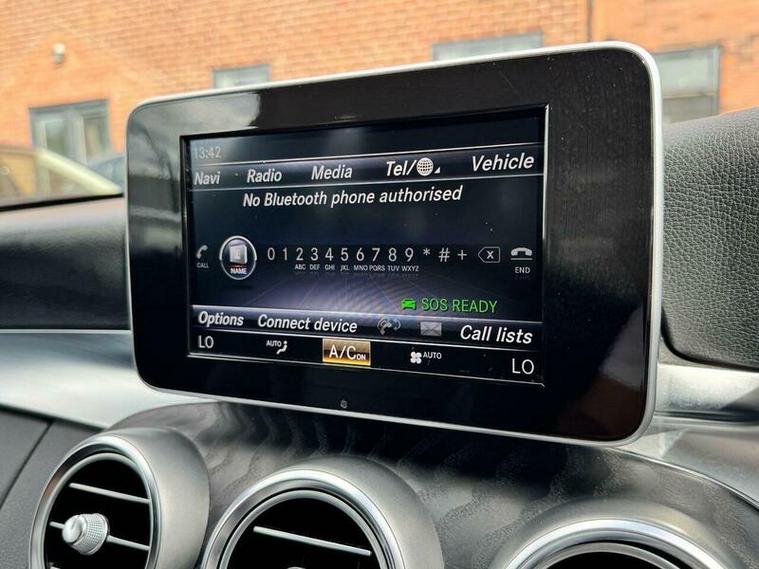 13:42
Navi Radio Media Tel/ Vehicle
No Bluetooth phone authorised
0 1 2 3 4 5 6 7 8 9 * # +
ABC DEF GHI JKL MNO PQRS TUV WXYZ
CALL NAME END
SOS READY
Options Connect device Call lists
LO AUTO A/C ON AUTO LO